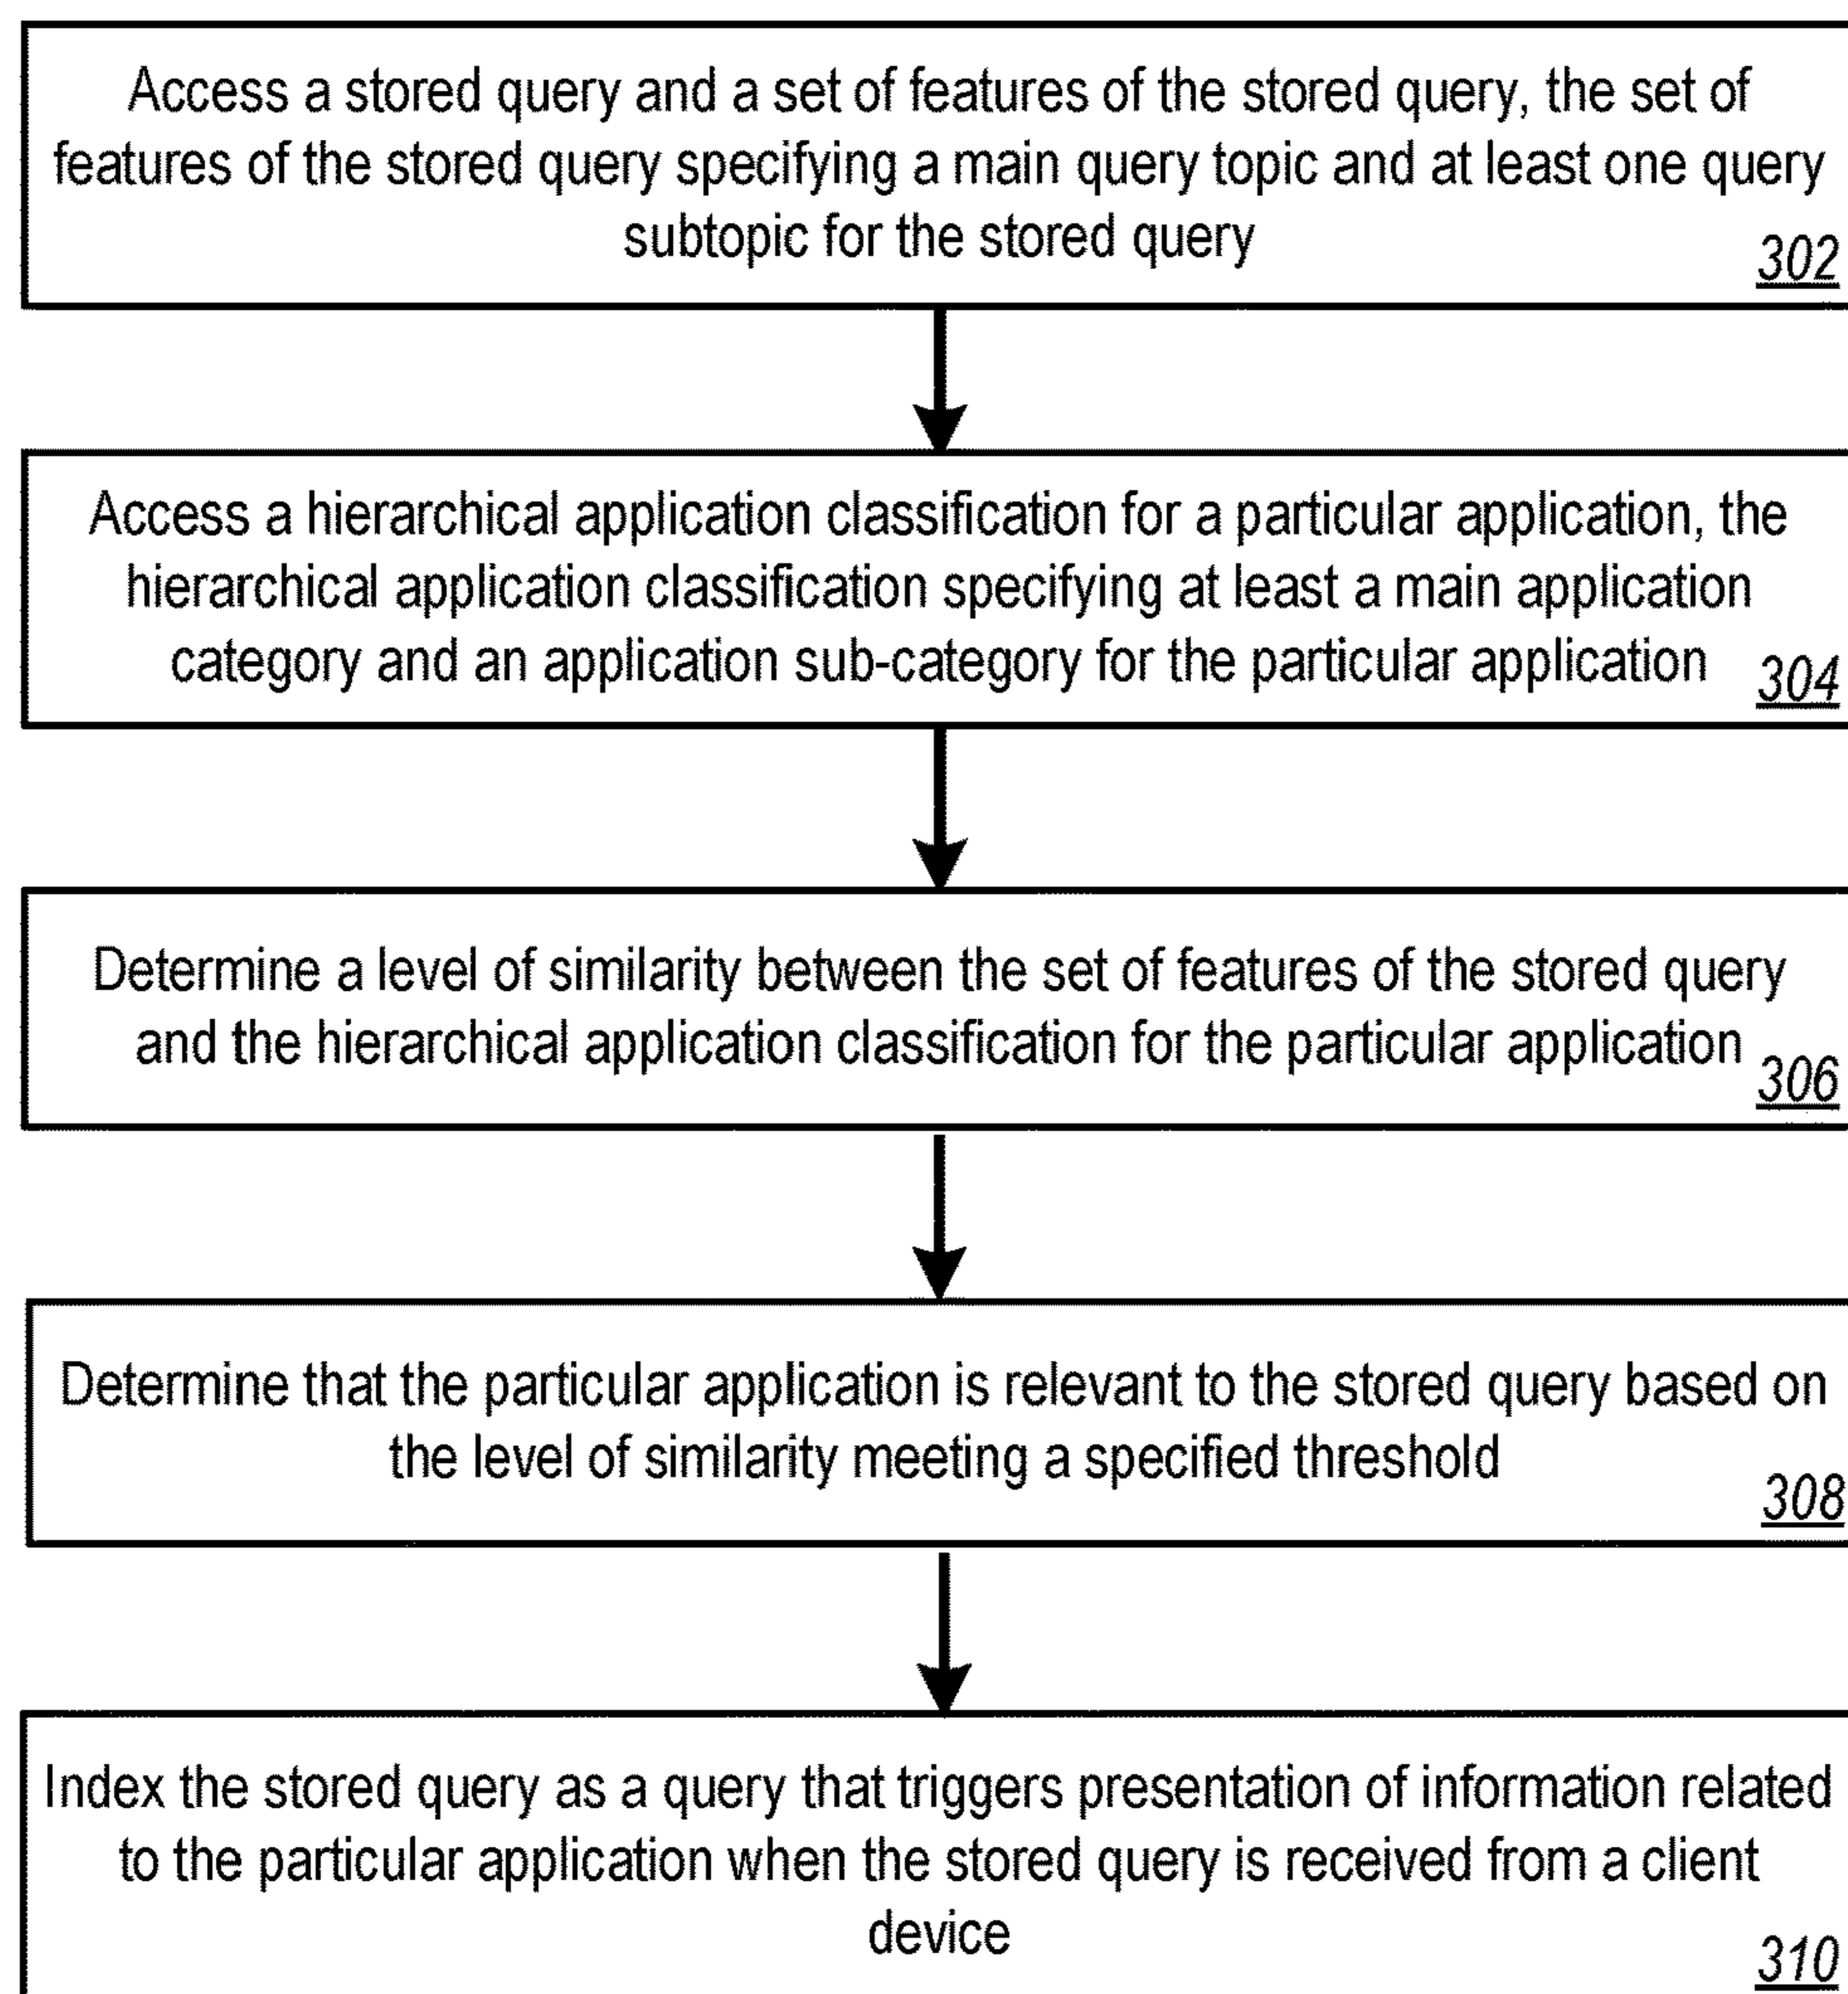 Access a stored query and a set of features of the stored query, the set of
features of the stored query specifying a main query topic and at least one query
subtopic for the stored query
302
Access a hierarchical application classification for a particular application, the
hierarchical application classification specifying at least a main application
category and an application sub-category for the particular application
304
Determine a level of similarity between the set of features of the stored query
and the hierarchical application classification for the particular application
306
Determine that the particular application is relevant to the stored query based on
the level of similarity meeting a specified threshold
308
Index the stored query as a query that triggers presentation of information related
to the particular application when the stored query is received from a client
device
310